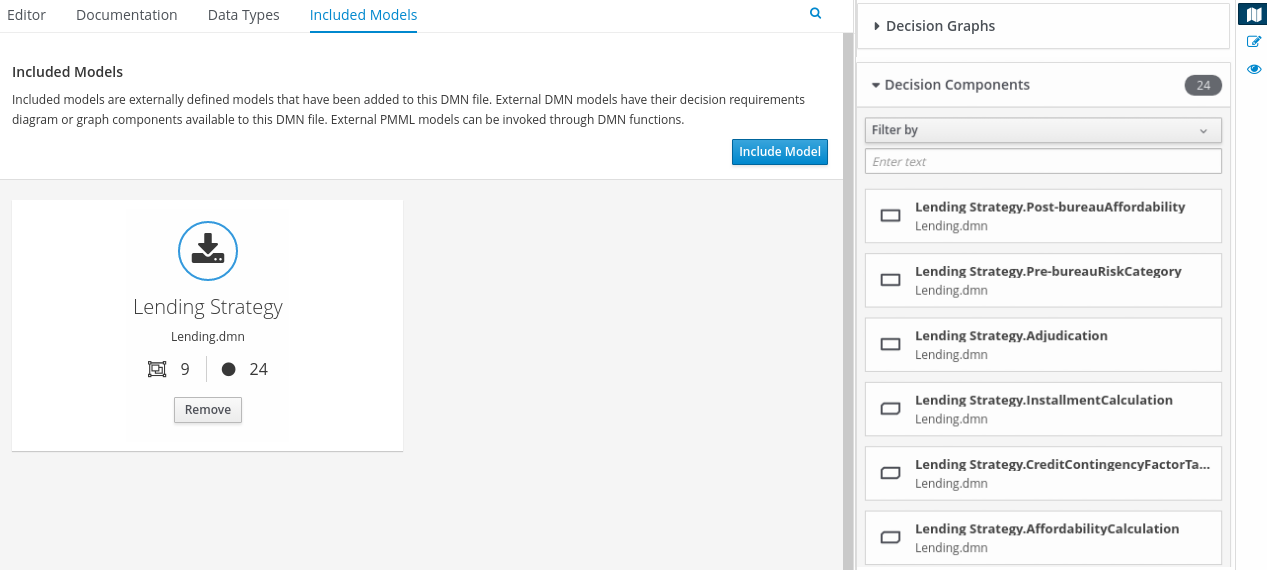 Editor Documentation Data Types Included Models
Included Models
Included models are externally defined models that have been added to this DMN file. External DMN models have their decision requirements
diagram or graph components available to this DMN file. External PMML models can be invoked through DMN functions.
Include Model
Lending Strategy
Lending.dmn
9 24
Remove
Decision Graphs
Decision Components 24
Filter by
Enter text
Lending Strategy.Post-bureauAffordability
Lending.dmn
Lending Strategy.Pre-bureauRiskCategory
Lending.dmn
Lending Strategy.Adjudication
Lending.dmn
Lending Strategy.InstallmentCalculation
Lending.dmn
Lending Strategy.CreditContingencyFactorTa...
Lending.dmn
Lending Strategy.AffordabilityCalculation
Lending.dmn